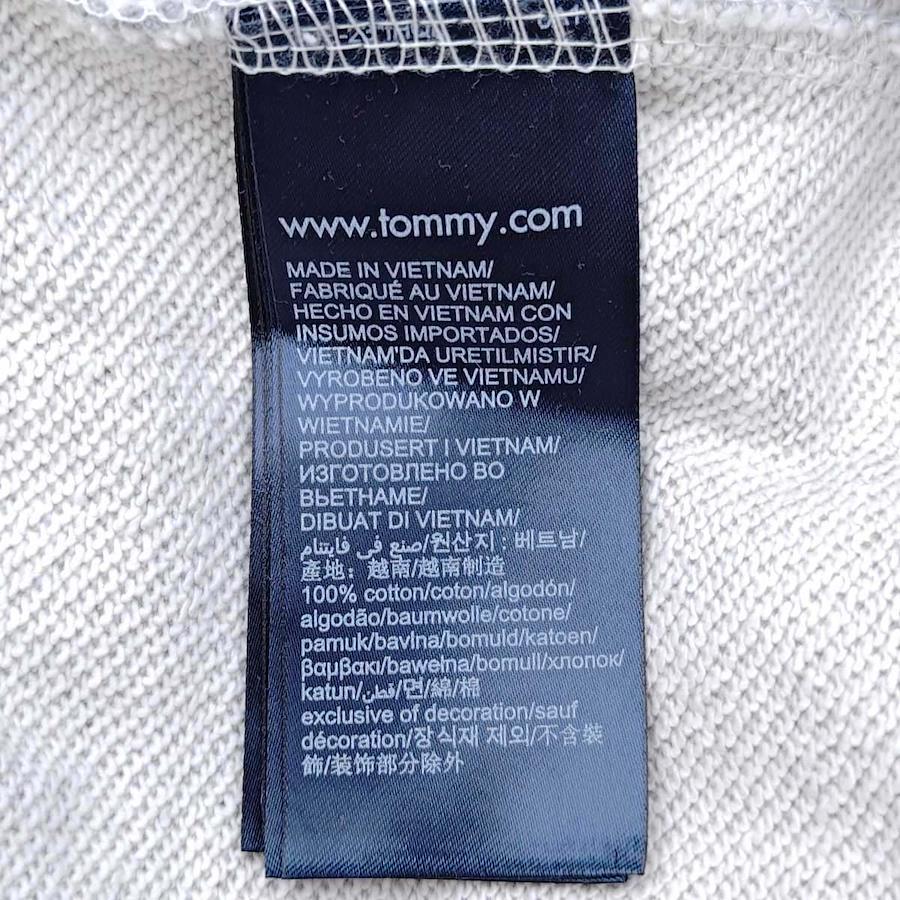 www.tommy.com
MADE IN VIETNAM/
FABRIQUÉ AU VIETNAM/
HECHO EN VIETNAM CON
INSUMOS IMPORTADOS/
VIETNAM'DA URETILMISTIR/
VYROBENO VE VIETNAMU/
WYPRODUKOWANO W
WIETNAMIE/
PRODUSERT I VIETNAM/
ИЗГОТОВЛЕНО ВО
ВЬЕТНАМЕ/
DIBUAT DI VIETNAM/
صنع في فايتنام/원산지 : 베트남/
產地：越南/越南制造
100% cotton/coton/algodón/
algodão/baumwolle/cotone/
pamuk/bavlna/bomuld/katoen/
βαμβακι/bawełna/bomull/хлопок/
katun/قطن/면/綿/棉
exclusive of decoration/sauf
décoration/장식재 제외/不含裝
飾/装饰部分除外